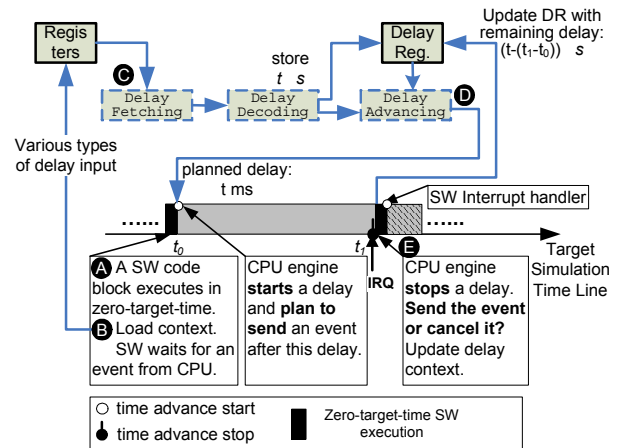 Regis
ters
Delay
Reg.
Update DR with
remaining delay:
(t-(t1-t0)) s
C
store
t s
D
Delay
Fetching
Delay
Decoding
Delay
Advancing
Various types
of delay input
planned delay:
t ms
SW Interrupt handler
......
......
t0
t1
E
IRQ
Target
Simulation
Time Line
A A SW code
block executes in
zero-target-time.
B Load context.
SW waits for an
event from CPU.
CPU engine
starts a delay
and plan to
send an event
after this delay.
CPU engine
stops a delay.
Send the event
or cancel it?
Update delay
context.
time advance start
time advance stop
Zero-target-time SW
execution